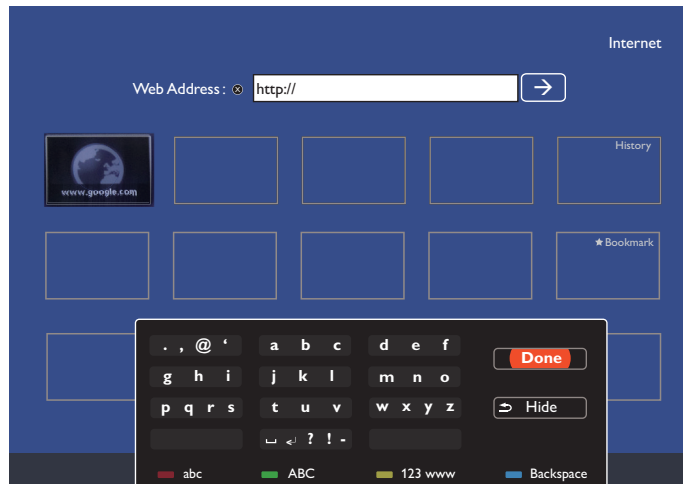 Internet
Web Address: http://
History
www.google.com
★Bookmark
. , @ ‘ a b c d e f
Done
g h i j k l m n o
p q r s t u v w x y z Hide
␣ ↵ ? ! -
abc ABC 123 www Backspace